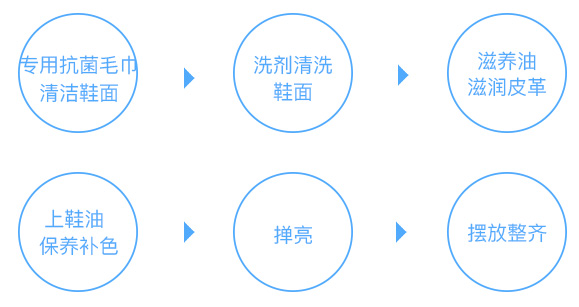 专用抗菌毛巾
清洁鞋面
洗剂清洗
鞋面
滋养油
滋润皮革
上鞋油
保养补色
掸亮
摆放整齐